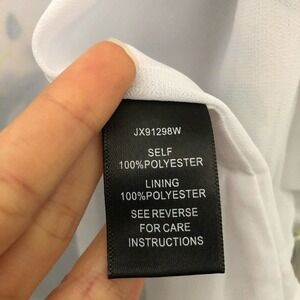 JX91298W
SELF
100%POLYESTER
LINING
100%POLYESTER
SEE REVERSE
FOR CARE
INSTRUCTIONS